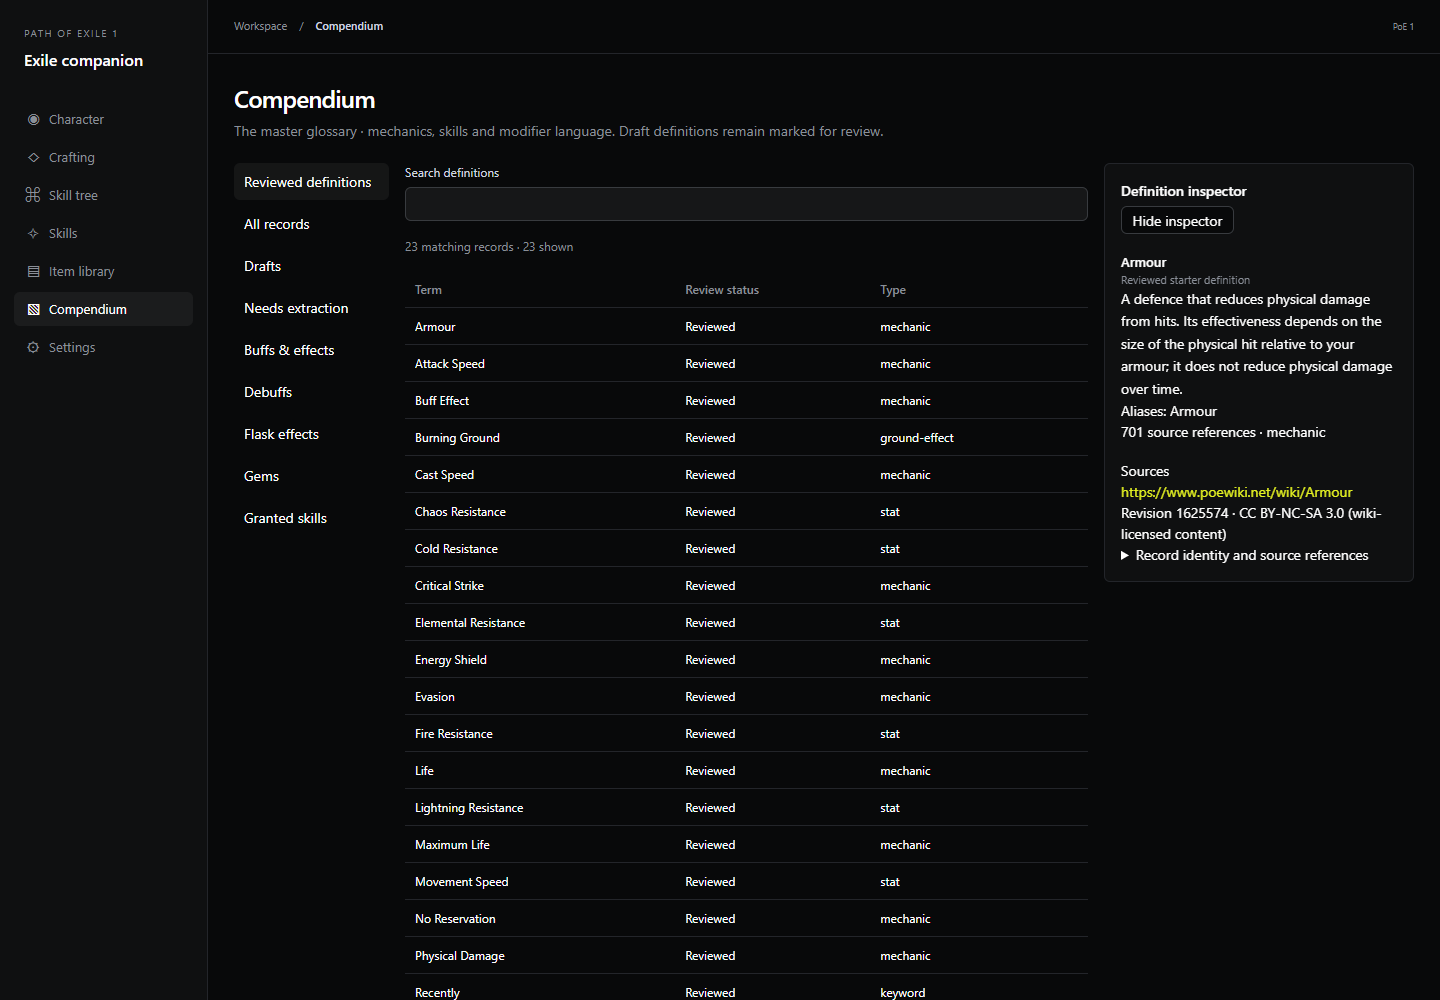 PATH OF EXILE 1
Exile companion
Character
Crafting
Skill tree
Skills
Item library
Compendium
Settings
Workspace / Compendium
PoE 1
Compendium
The master glossary · mechanics, skills and modifier language. Draft definitions remain marked for review.
Reviewed definitions
All records
Drafts
Needs extraction
Buffs & effects
Debuffs
Flask effects
Gems
Granted skills
Search definitions
23 matching records · 23 shown
Term Review status Type
Armour Reviewed mechanic
Attack Speed Reviewed mechanic
Buff Effect Reviewed mechanic
Burning Ground Reviewed ground-effect
Cast Speed Reviewed mechanic
Chaos Resistance Reviewed stat
Cold Resistance Reviewed stat
Critical Strike Reviewed mechanic
Elemental Resistance Reviewed stat
Energy Shield Reviewed mechanic
Evasion Reviewed mechanic
Fire Resistance Reviewed stat
Life Reviewed mechanic
Lightning Resistance Reviewed stat
Maximum Life Reviewed mechanic
Movement Speed Reviewed stat
No Reservation Reviewed mechanic
Physical Damage Reviewed mechanic
Recently Reviewed keyword
Definition inspector
Hide inspector
Armour
Reviewed starter definition
A defence that reduces physical damage
from hits. Its effectiveness depends on the
size of the physical hit relative to your
armour; it does not reduce physical damage
over time.
Aliases: Armour
701 source references · mechanic
Sources
https://www.poewiki.net/wiki/Armour
Revision 1625574 · CC BY-NC-SA 3.0 (wiki-
licensed content)
Record identity and source references